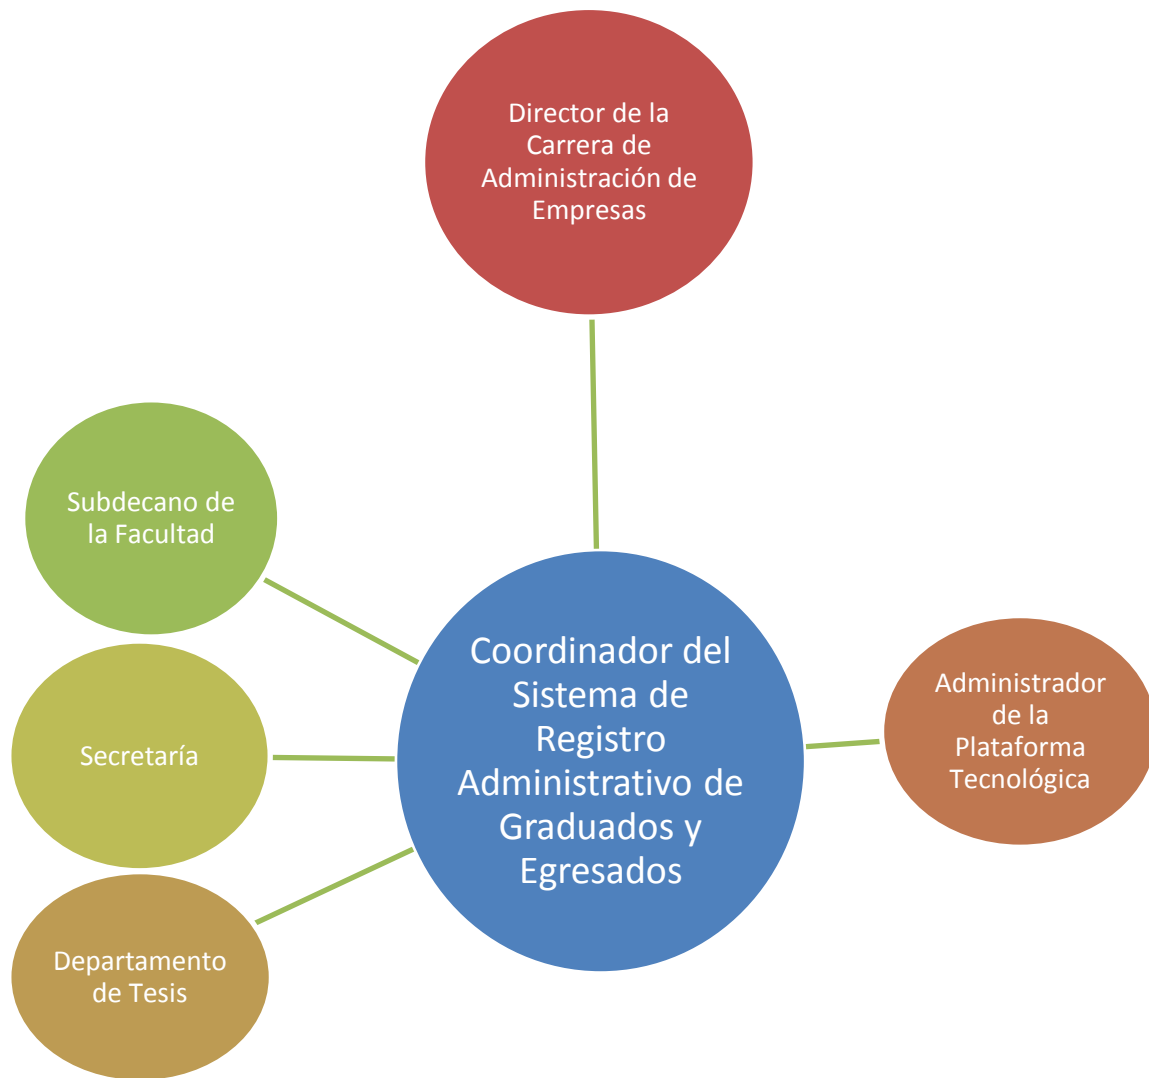 Director de la
Carrera de
Administración de
Empresas
Subdecano de
la Facultad
Coordinador del
Sistema de
Registro
Administrativo de
Graduados y
Egresados
Administrador
de la
Plataforma
Tecnológica
Secretaría
Departamento
de Tesis